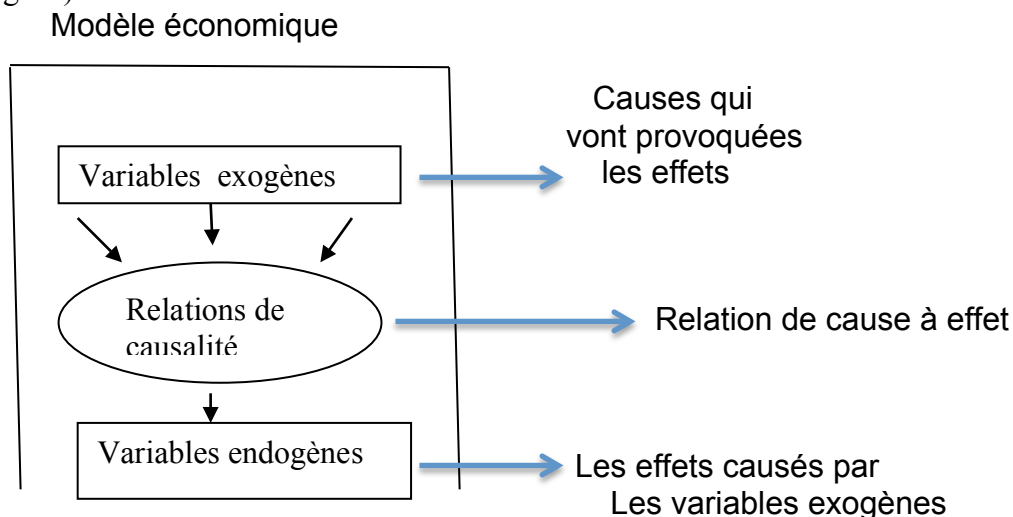 Modèle économique
Causes qui
vont provoquées
les effets
Variables exogènes
Relations de
causalité
Relation de cause à effet
Variables endogènes
Les effets causés par
Les variables exogènes